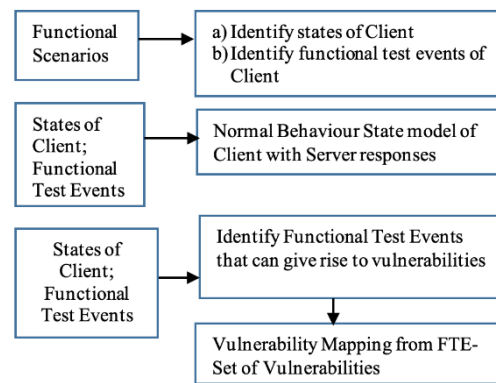 Functional
Scenarios
a) Identify states of Client
b) Identify functional test events of
Client
States of
Client;
Functional
Test Events
Normal Behaviour State model of
Client with Server responses
States of
Client;
Functional
Test Events
Identify Functional Test Events
that can give rise to vulnerabilities
Vulnerability Mapping from FTE-
Set of Vulnerabilities